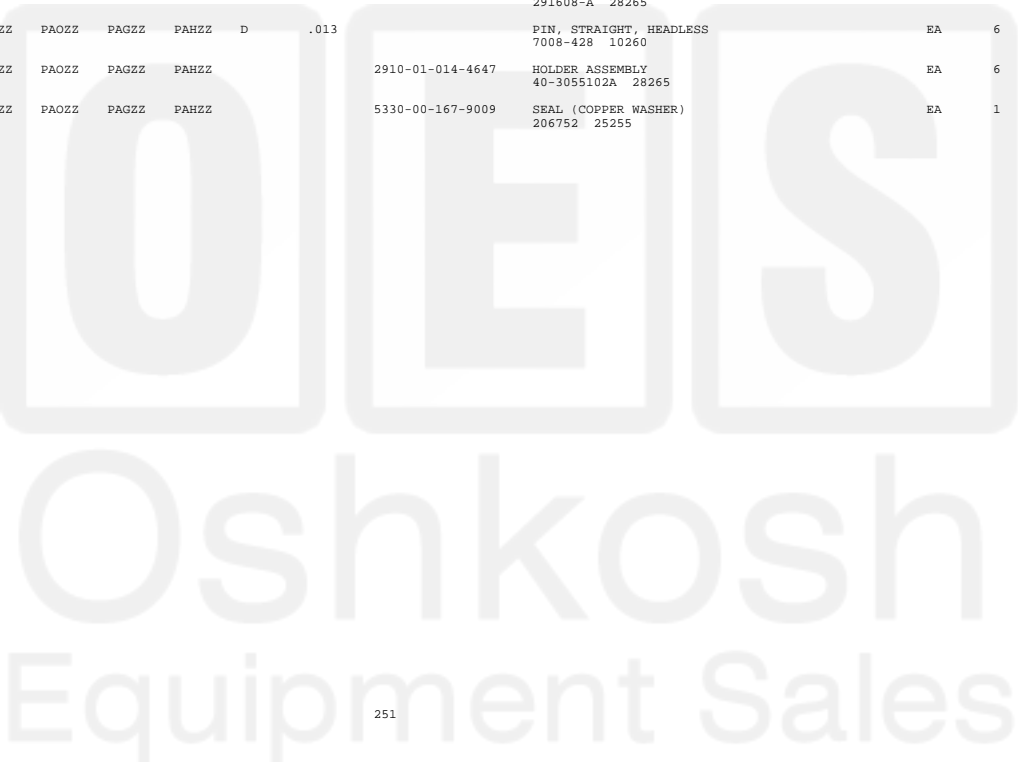 291608-A 28265
ZZ PAOZZ PAGZZ PAHZZ D .013 PIN, STRAIGHT, HEADLESS EA 6
7008-428 10260
ZZ PAOZZ PAGZZ PAHZZ 2910-01-014-4647 HOLDER ASSEMBLY EA 6
40-3055102A 28265
ZZ PAOZZ PAGZZ PAHZZ 5330-00-167-9009 SEAL (COPPER WASHER) EA 1
206752 25255
OES
Oshkosh
Equipment Sales
251